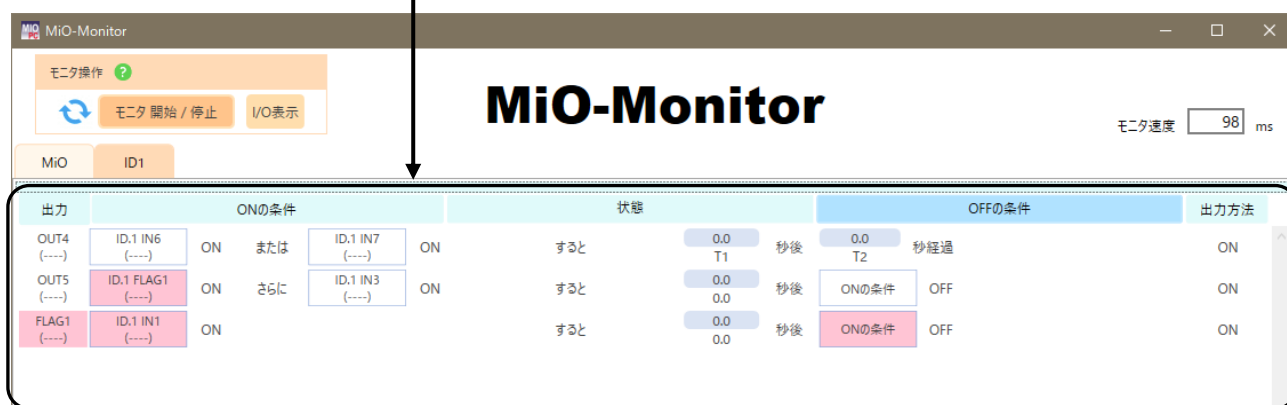 MiO-Monitor
モニタ操作 ?
モニタ 開始 / 停止 I/O表示
MiO-Monitor
モニタ速度 98 ms
MiO ID1
出力 ONの条件 状態 OFFの条件 出力方法
OUT4 ID.1 IN6 ON または ID.1 IN7 ON すると 0.0 秒後 0.0 秒経過 ON
(----) (----) (----) T1 T2
OUT5 ID.1 FLAG1 ON さらに ID.1 IN3 ON すると 0.0 秒後 ONの条件 OFF ON
(----) (----) (----) 0.0
FLAG1 ID.1 IN1 ON すると 0.0 秒後 ONの条件 OFF ON
(----) (----) 0.0